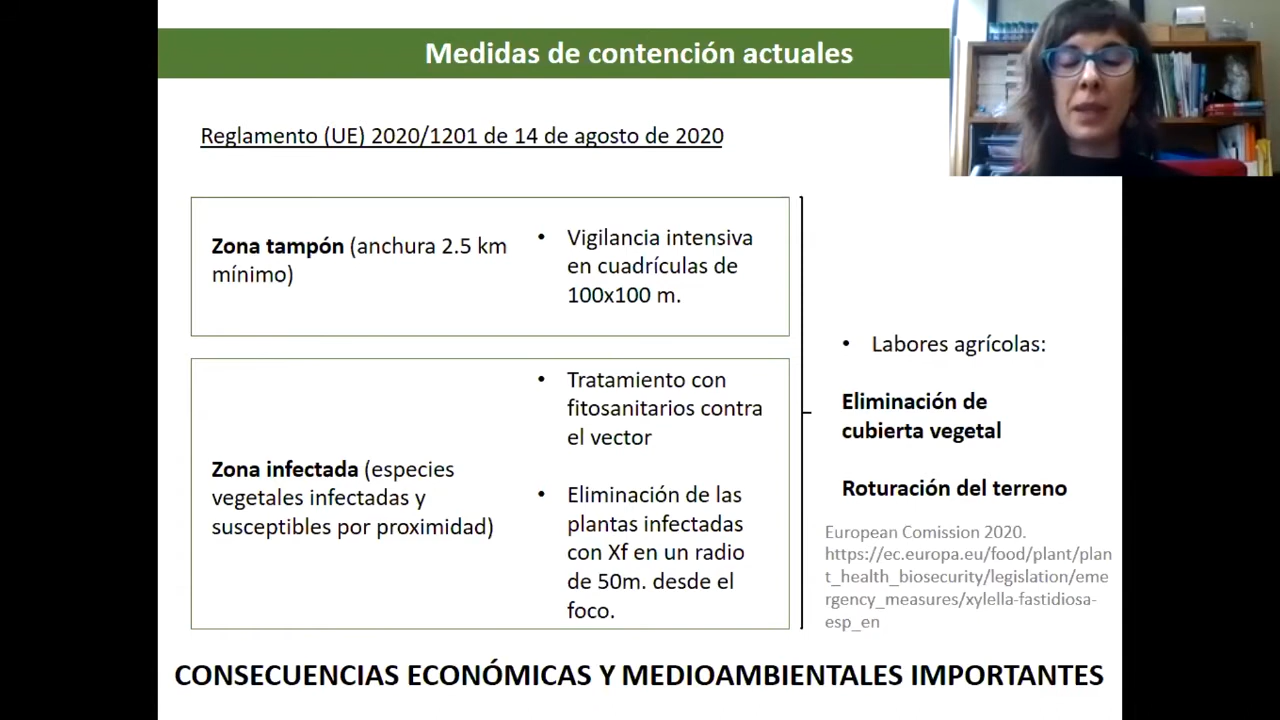 Medidas de contención actuales
Reglamento (UE) 2020/1201 de 14 de agosto de 2020
Zona tampón (anchura 2.5 km
mínimo)
• Vigilancia intensiva
en cuadrículas de
100x100 m.
Zona infectada (especies
vegetales infectadas y
susceptibles por proximidad)
• Tratamiento con
fitosanitarios contra
el vector
• Eliminación de las
plantas infectadas
con Xf en un radio
de 50m. desde el
foco.
• Labores agrícolas:
Eliminación de
cubierta vegetal
Roturación del terreno
European Comission 2020.
https://ec.europa.eu/food/plant/plan
t_health_biosecurity/legislation/eme
rgency_measures/xylella-fastidiosa-
esp_en
CONSECUENCIAS ECONÓMICAS Y MEDIOAMBIENTALES IMPORTANTES